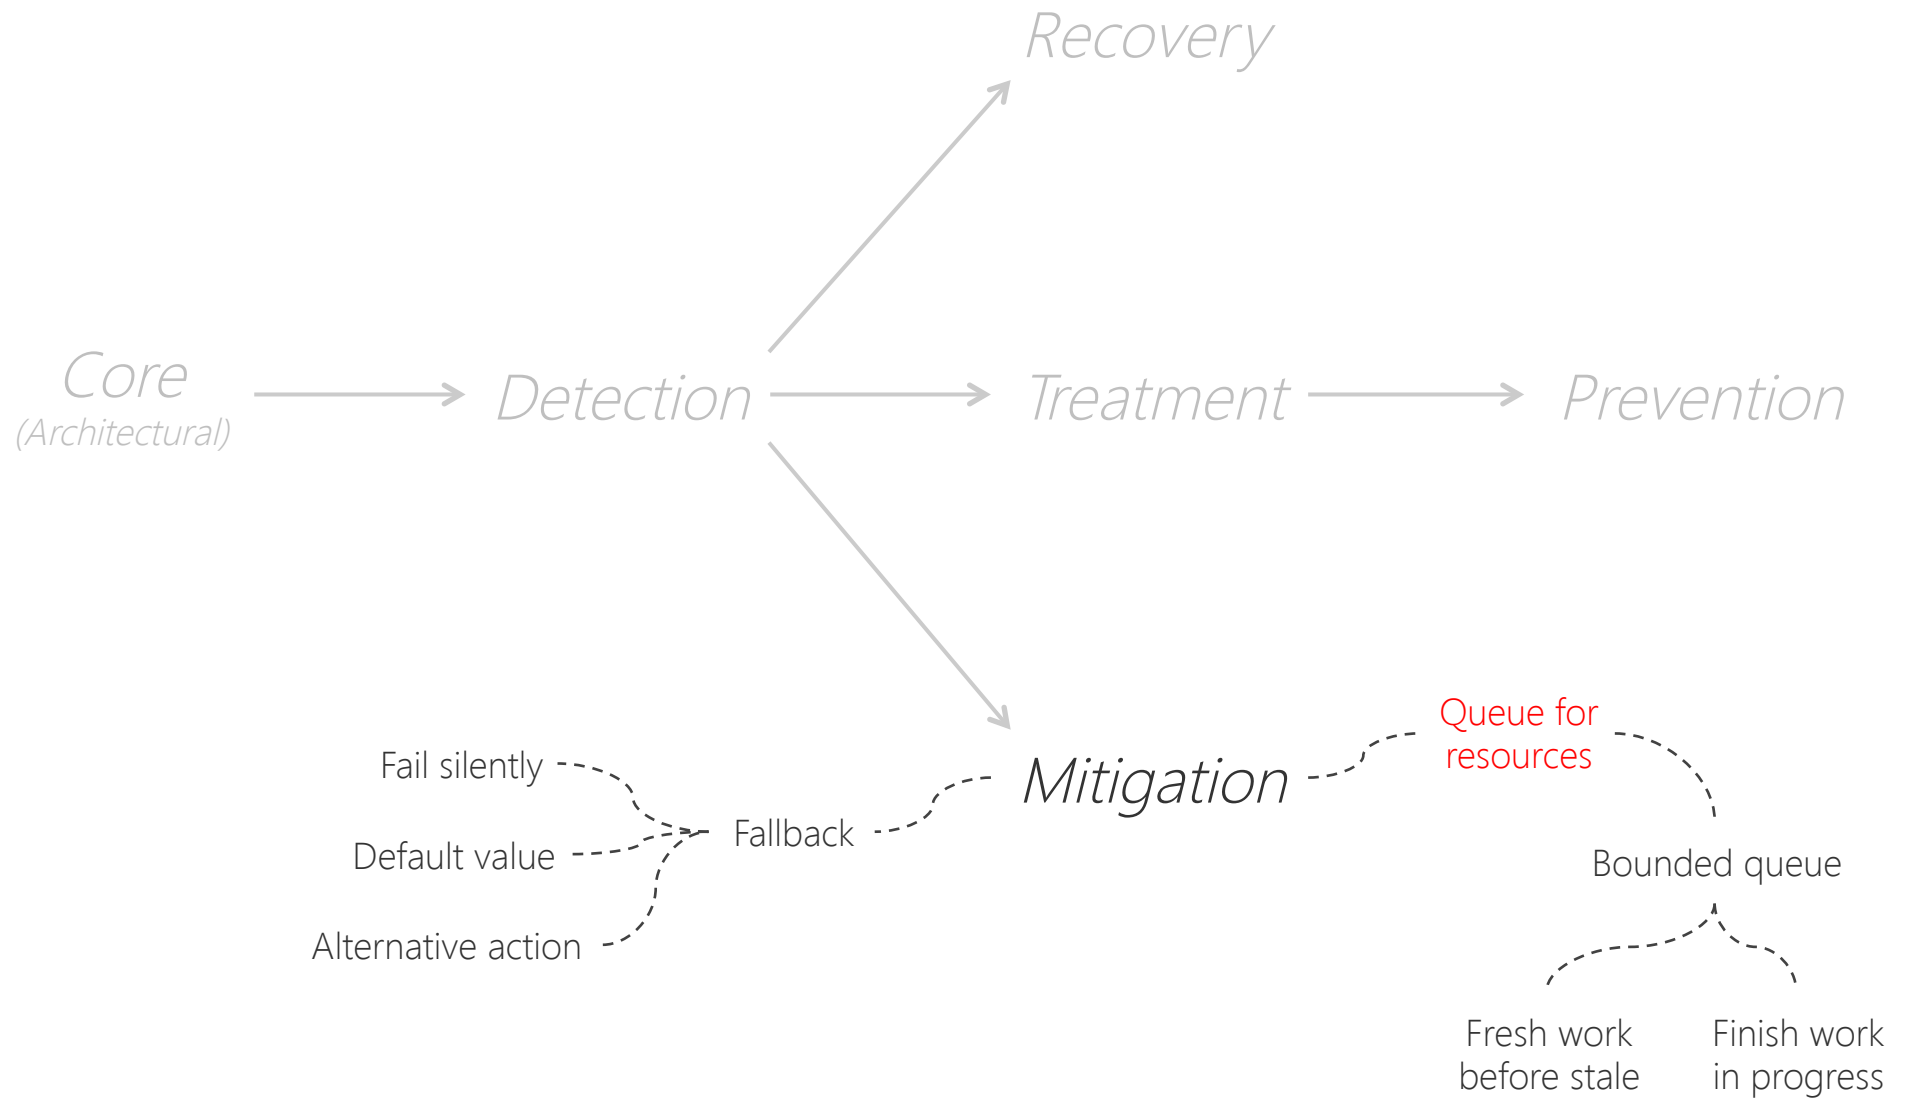 Recovery
Core
(Architectural)
Detection
Treatment
Prevention
Queue for
resources
Fail silently
Mitigation
Fallback
Default value
Bounded queue
Alternative action
Fresh work
before stale
Finish work
in progress